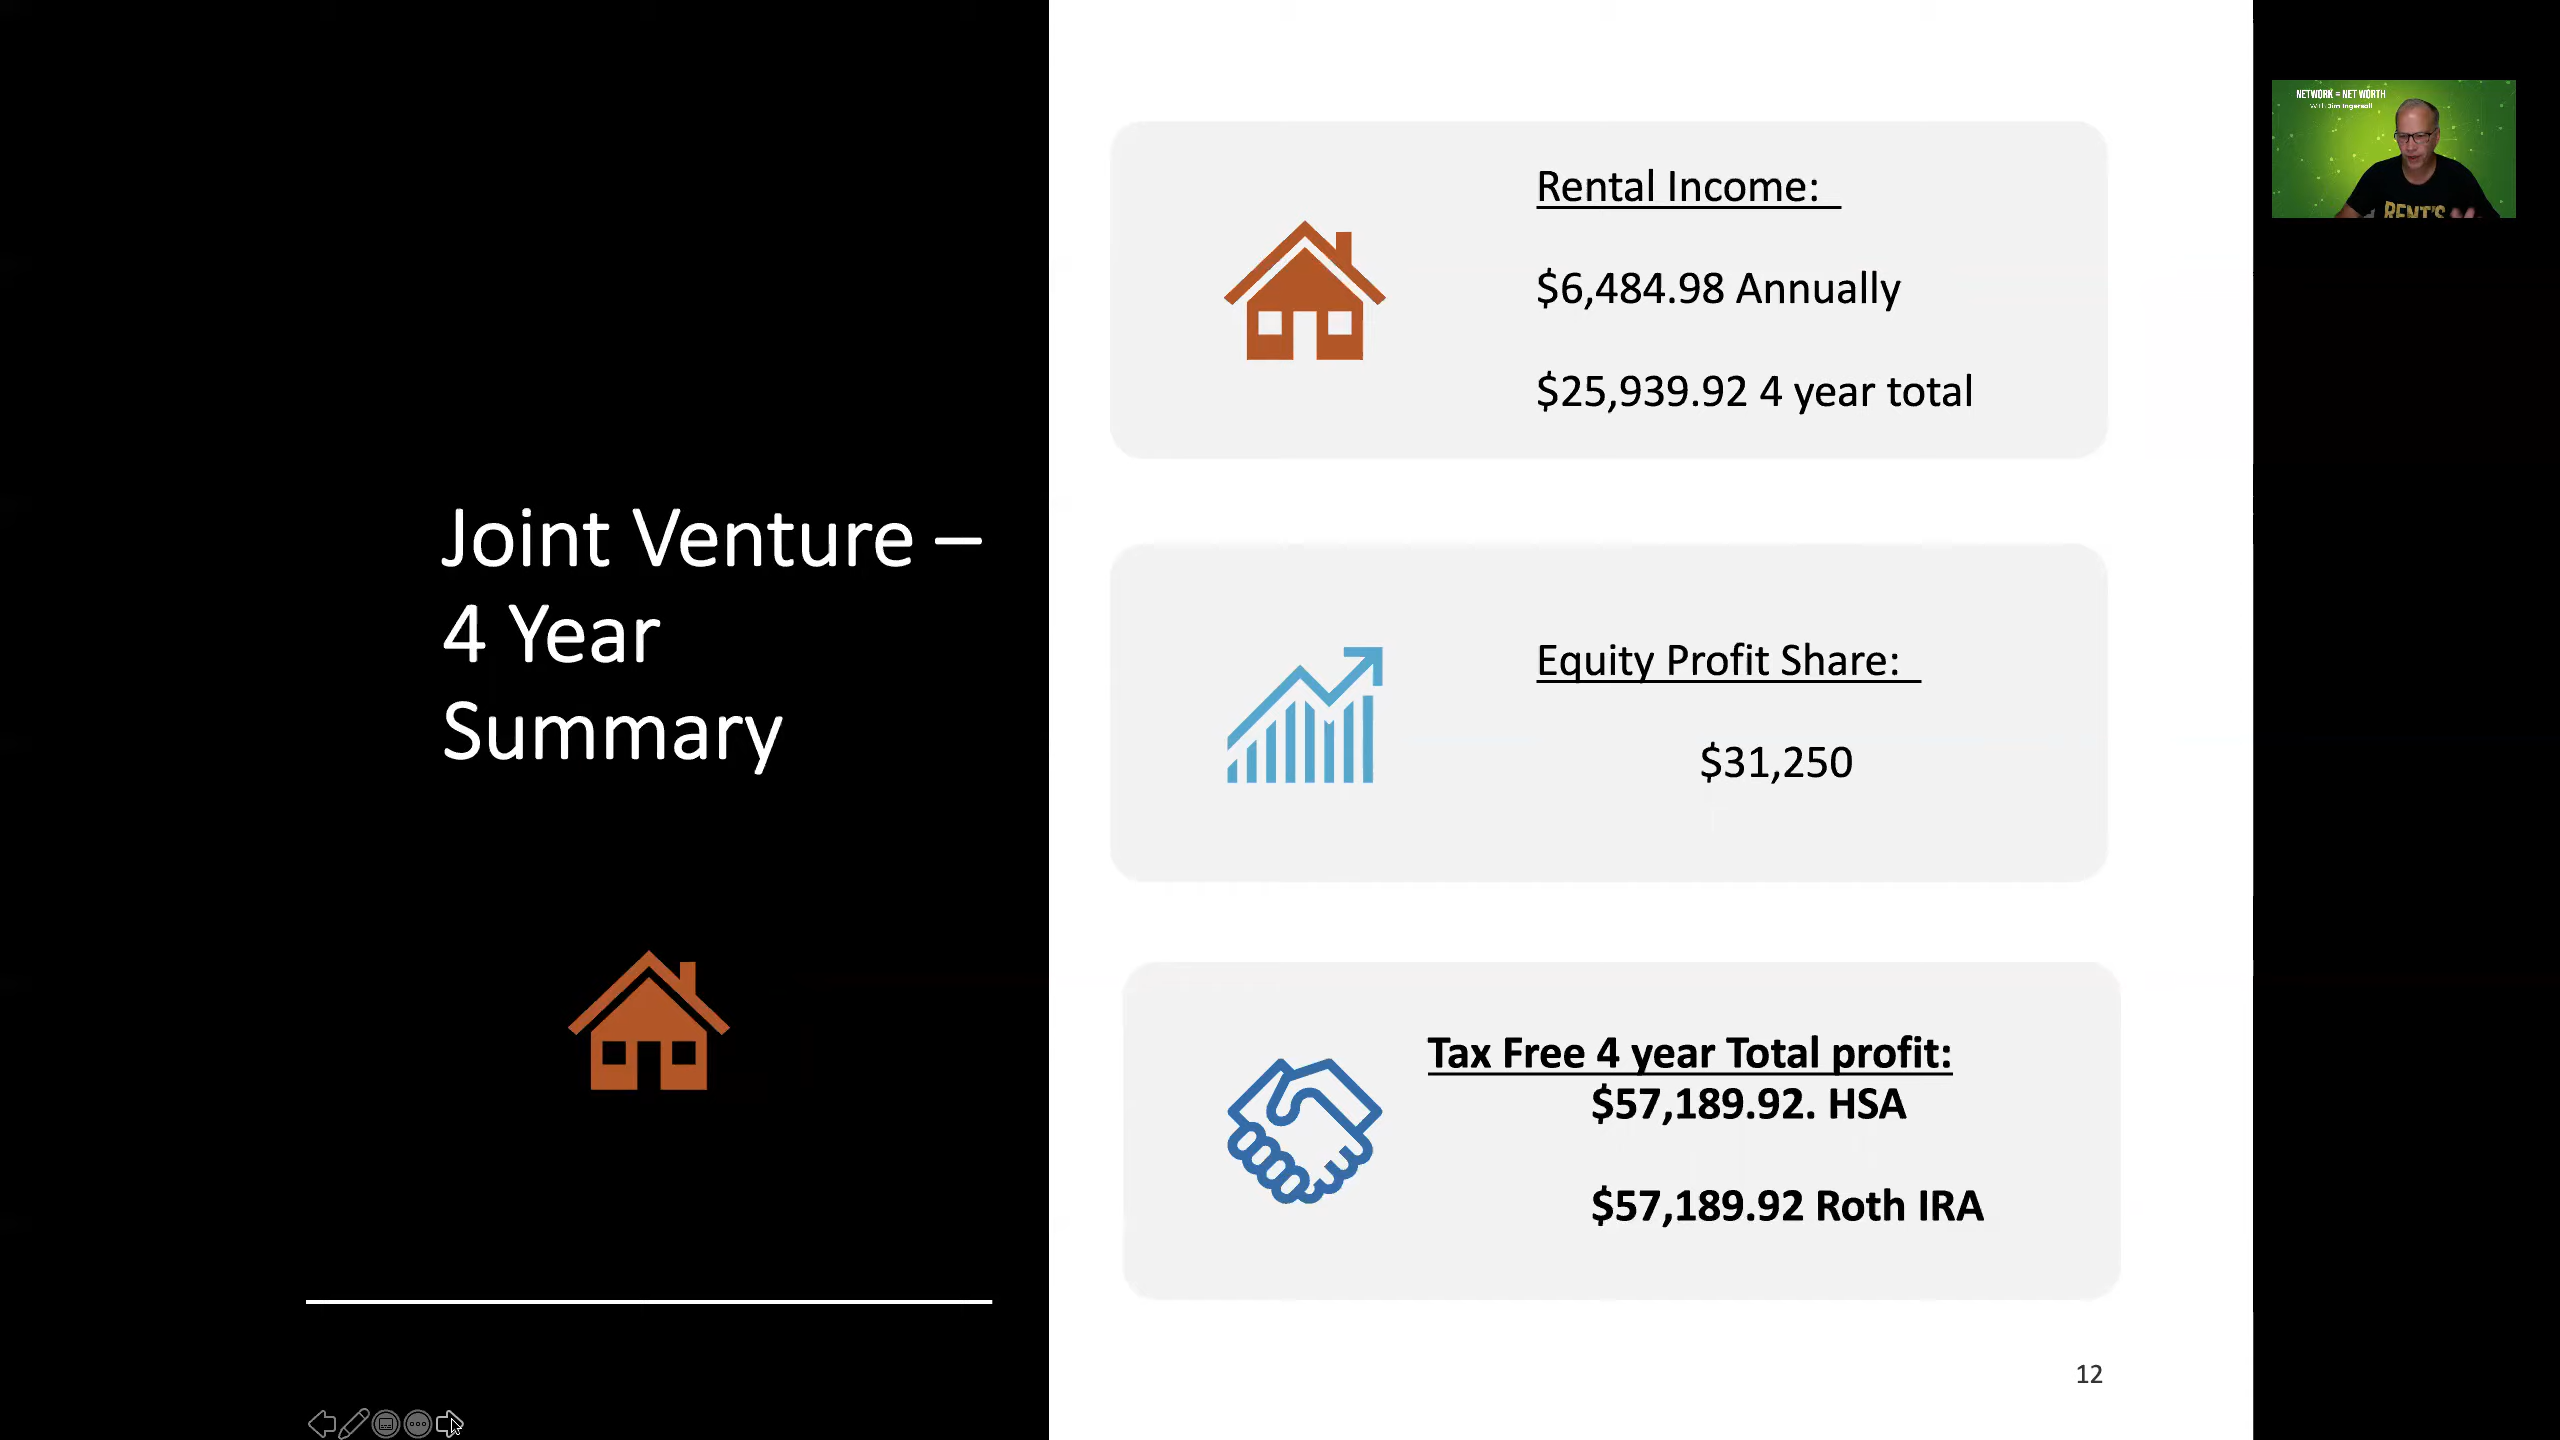 Joint Venture –
4 Year
Summary
Rental Income:
$6,484.98 Annually
$25,939.92 4 year total
Equity Profit Share:
$31,250
Tax Free 4 year Total profit:
$57,189.92. HSA
$57,189.92 Roth IRA
12
NETWORK = NET WORTH
With Jim Ingersoll
RENT'S